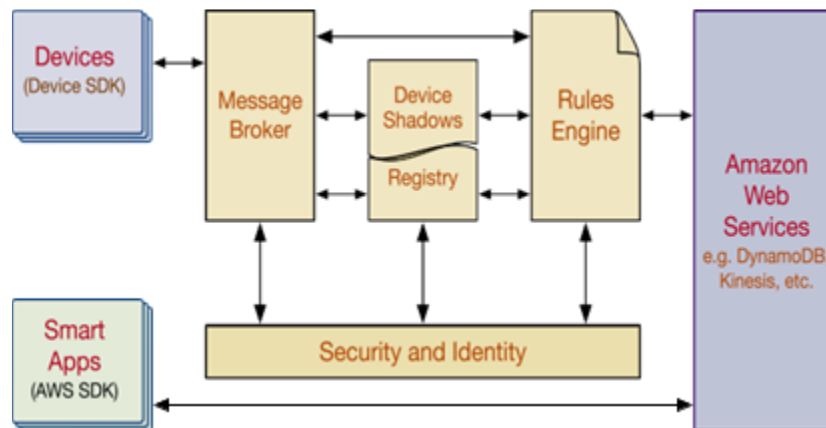 Devices
(Device SDK)
Message
Broker
Device
Shadows
Registry
Rules
Engine
Amazon
Web
Services
e.g. DynamoDB
Kinesis, etc.
Smart
Apps
(AWS SDK)
Security and Identity